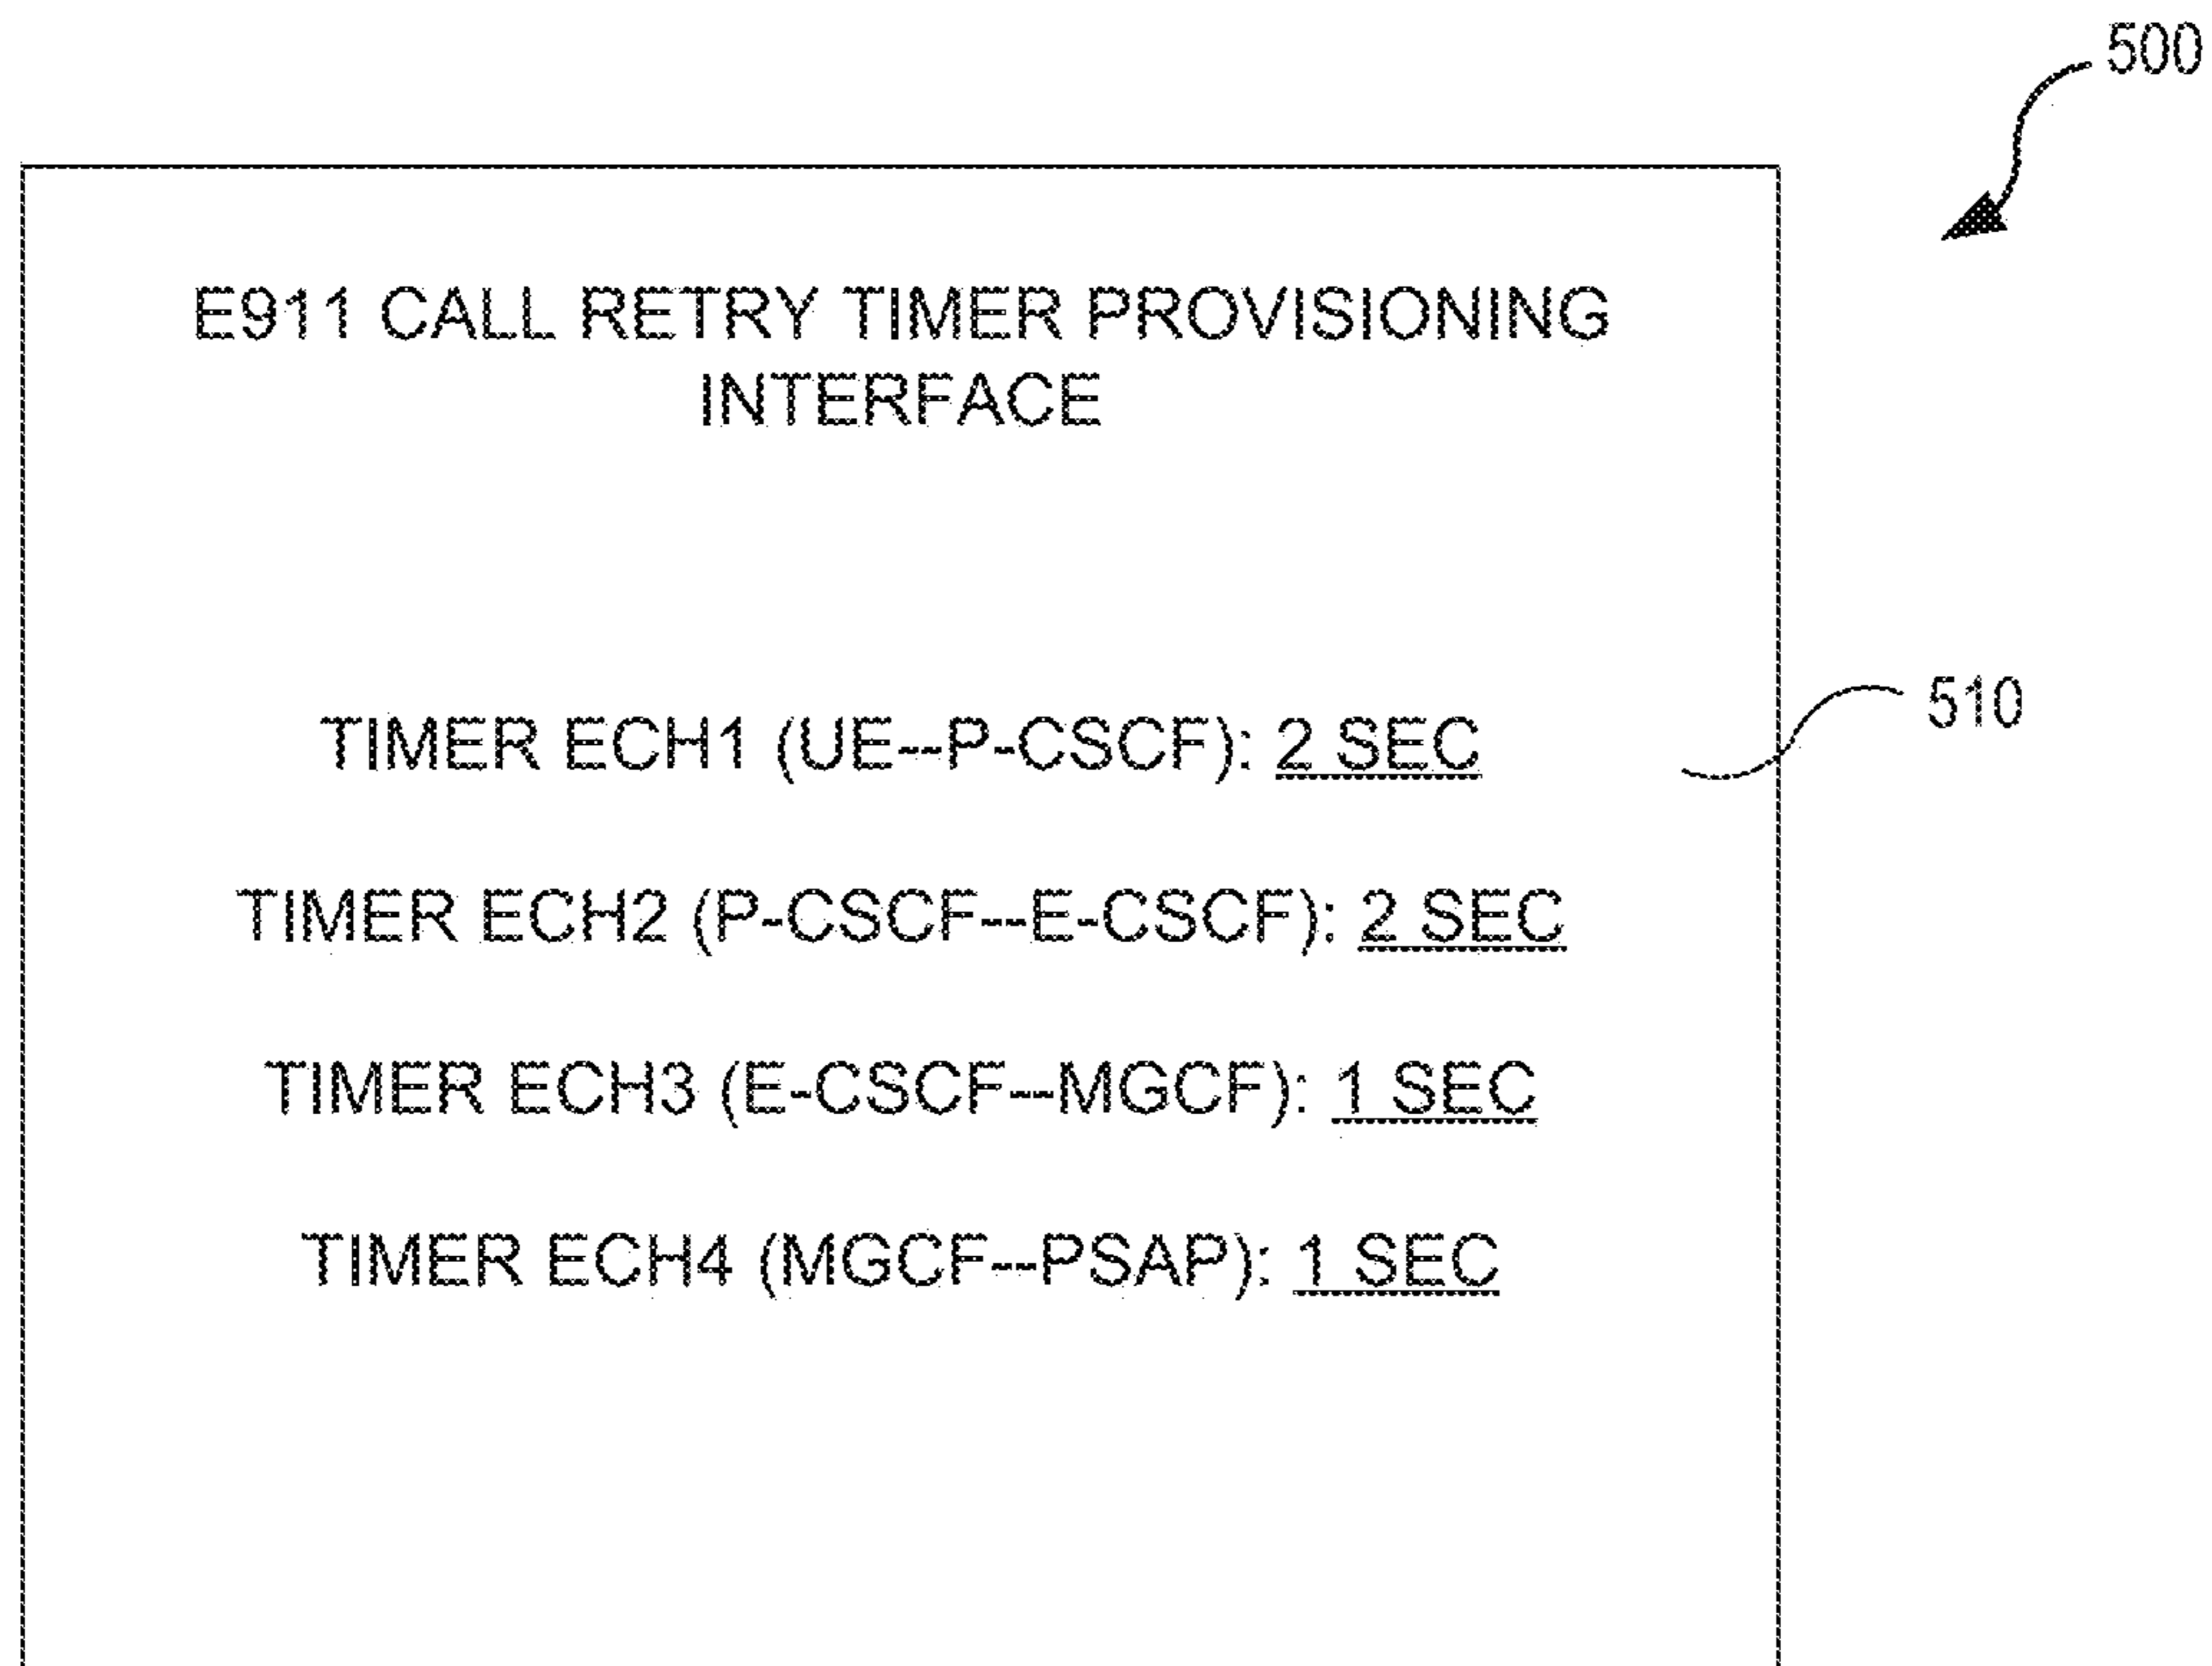 500
E911 CALL RETRY TIMER PROVISIONING
INTERFACE
TIMER ECH1 (UE--P-CSCF): 2 SEC
510
TIMER ECH2 (P-CSCF--E-CSCF): 2 SEC
TIMER ECH3 (E-CSCF--MGCF): 1 SEC
TIMER ECH4 (MGCF--PSAP): 1 SEC